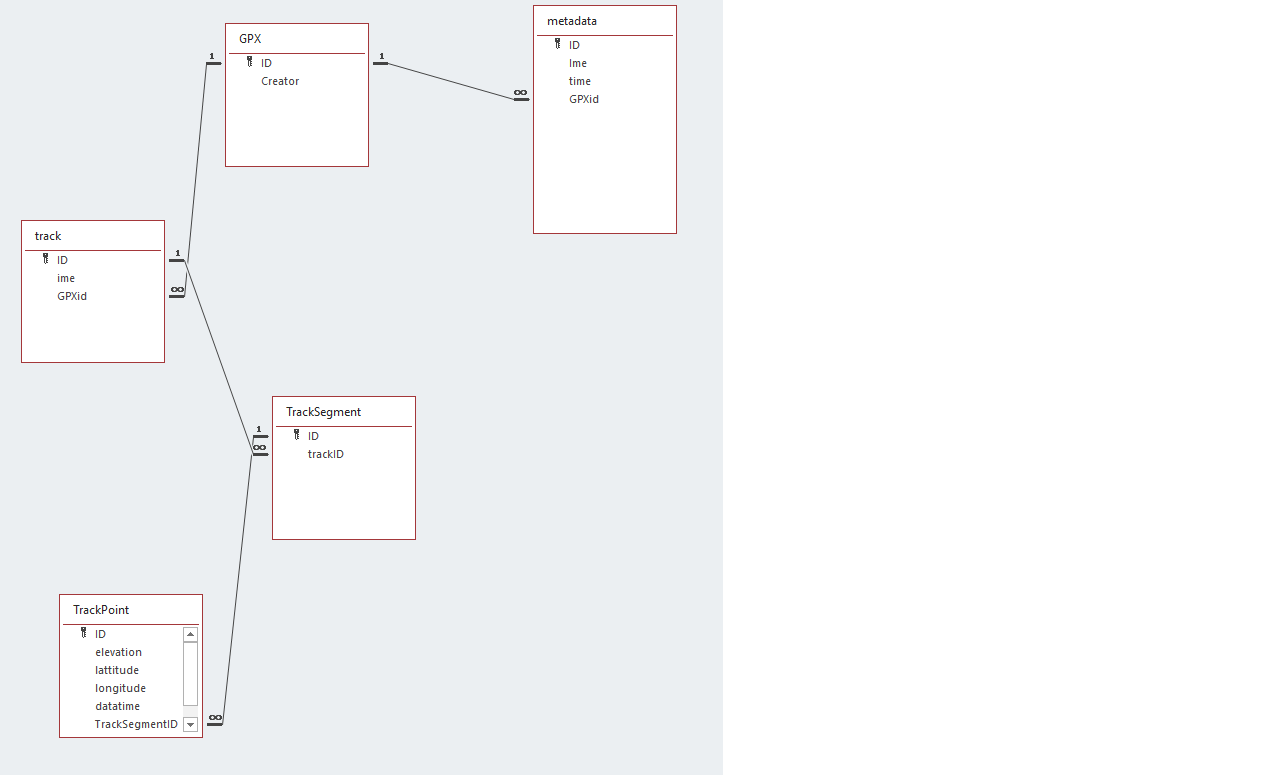 GPX
ID
Creator
1
1
∞
metadata
ID
Ime
time
GPXid
track
ID
ime
GPXid
1
∞
TrackSegment
ID
trackID
1
∞
TrackPoint
ID
elevation
lattitude
longitude
datatime
TrackSegmentID
∞